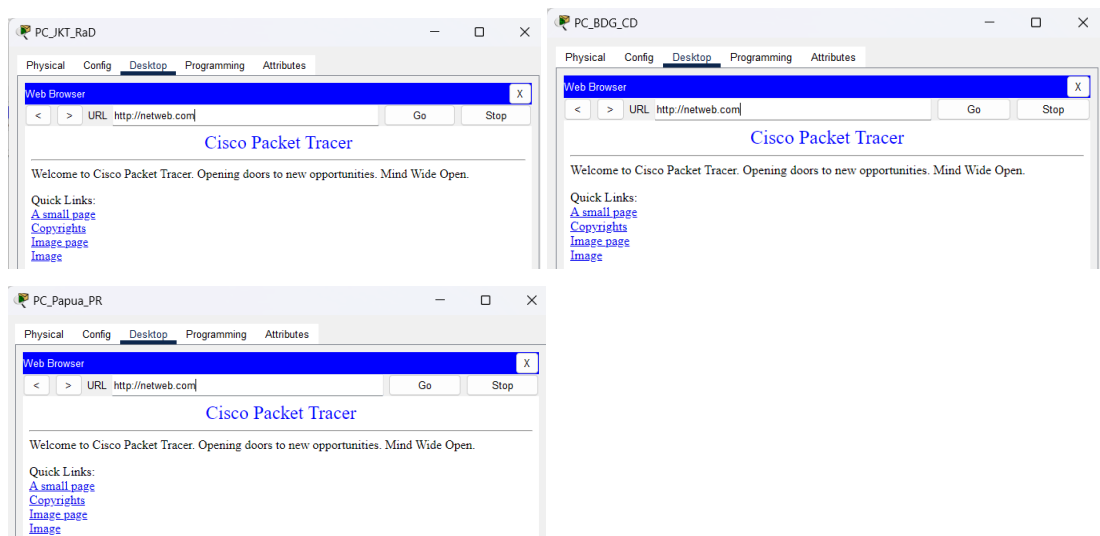 PC_JKT_RaD
Physical Config Desktop Programming Attributes
Web Browser X
< > URL http://netweb.com Go Stop
Cisco Packet Tracer
Welcome to Cisco Packet Tracer. Opening doors to new opportunities. Mind Wide Open.
Quick Links:
A small page
Copyrights
Image page
Image
PC_BDG_CD
Physical Config Desktop Programming Attributes
Web Browser X
< > URL http://netweb.com Go Stop
Cisco Packet Tracer
Welcome to Cisco Packet Tracer. Opening doors to new opportunities. Mind Wide Open.
Quick Links:
A small page
Copyrights
Image page
Image
PC_Papua_PR
Physical Config Desktop Programming Attributes
Web Browser X
< > URL http://netweb.com Go Stop
Cisco Packet Tracer
Welcome to Cisco Packet Tracer. Opening doors to new opportunities. Mind Wide Open.
Quick Links:
A small page
Copyrights
Image page
Image